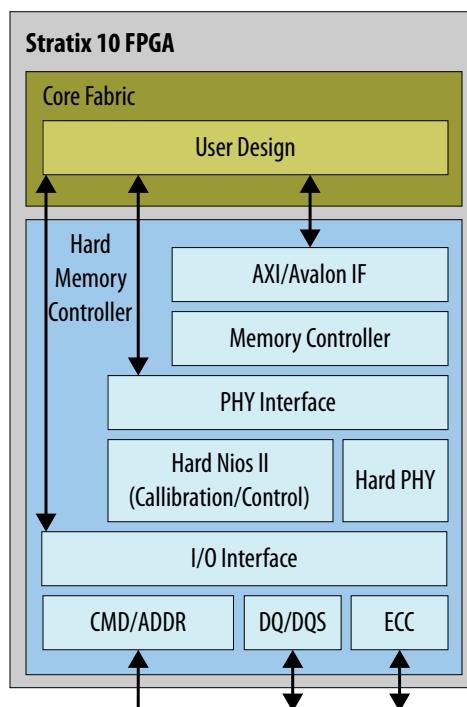 Stratix 10 FPGA
Core Fabric
User Design
Hard
Memory
Controller
AXI/Avalon IF
Memory Controller
PHY Interface
Hard Nios II
(Callibration/Control)
Hard PHY
I/O Interface
CMD/ADDR
DQ/DQS
ECC